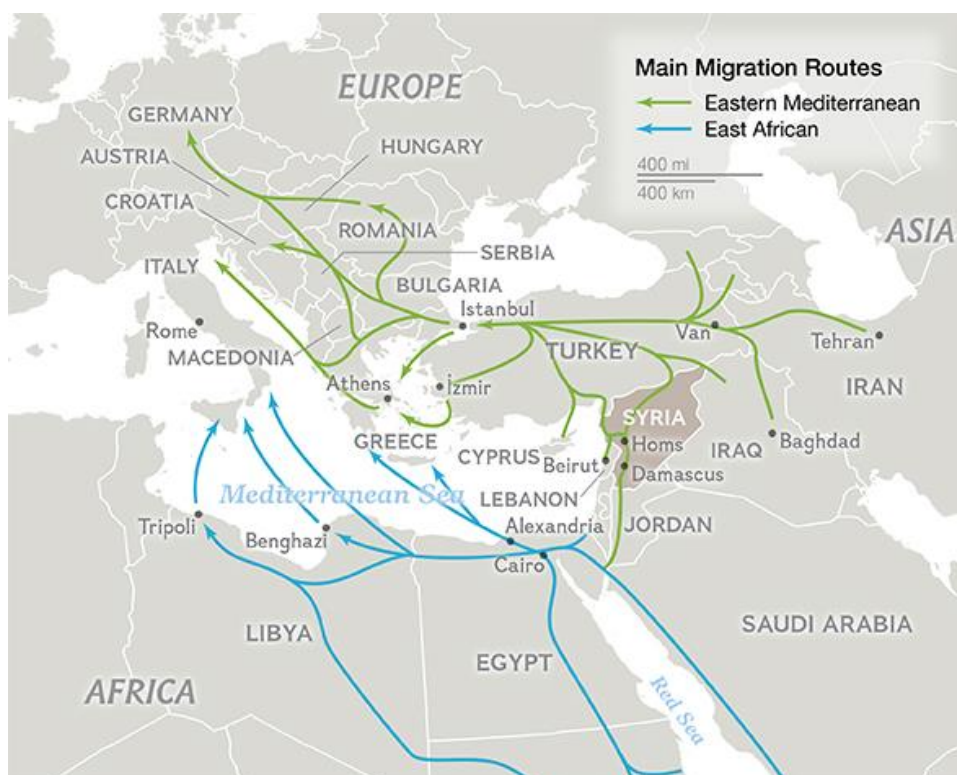 EUROPE
Main Migration Routes
Eastern Mediterranean
East African
400 mi
400 km
GERMANY
HUNGARY
AUSTRIA
CROATIA
ROMANIA
ASIA
SERBIA
ITALY
BULGARIA
Istanbul
Rome
Van
Tehran
MACEDONIA
TURKEY
Athens
İzmir
IRAN
SYRIA
GREECE
Homs
IRAQ
Baghdad
CYPRUS
Beirut
Damascus
Mediterranean Sea
LEBANON
Tripoli
Alexandria
JORDAN
Benghazi
Cairo
LIBYA
SAUDI ARABIA
EGYPT
AFRICA
Red Sea